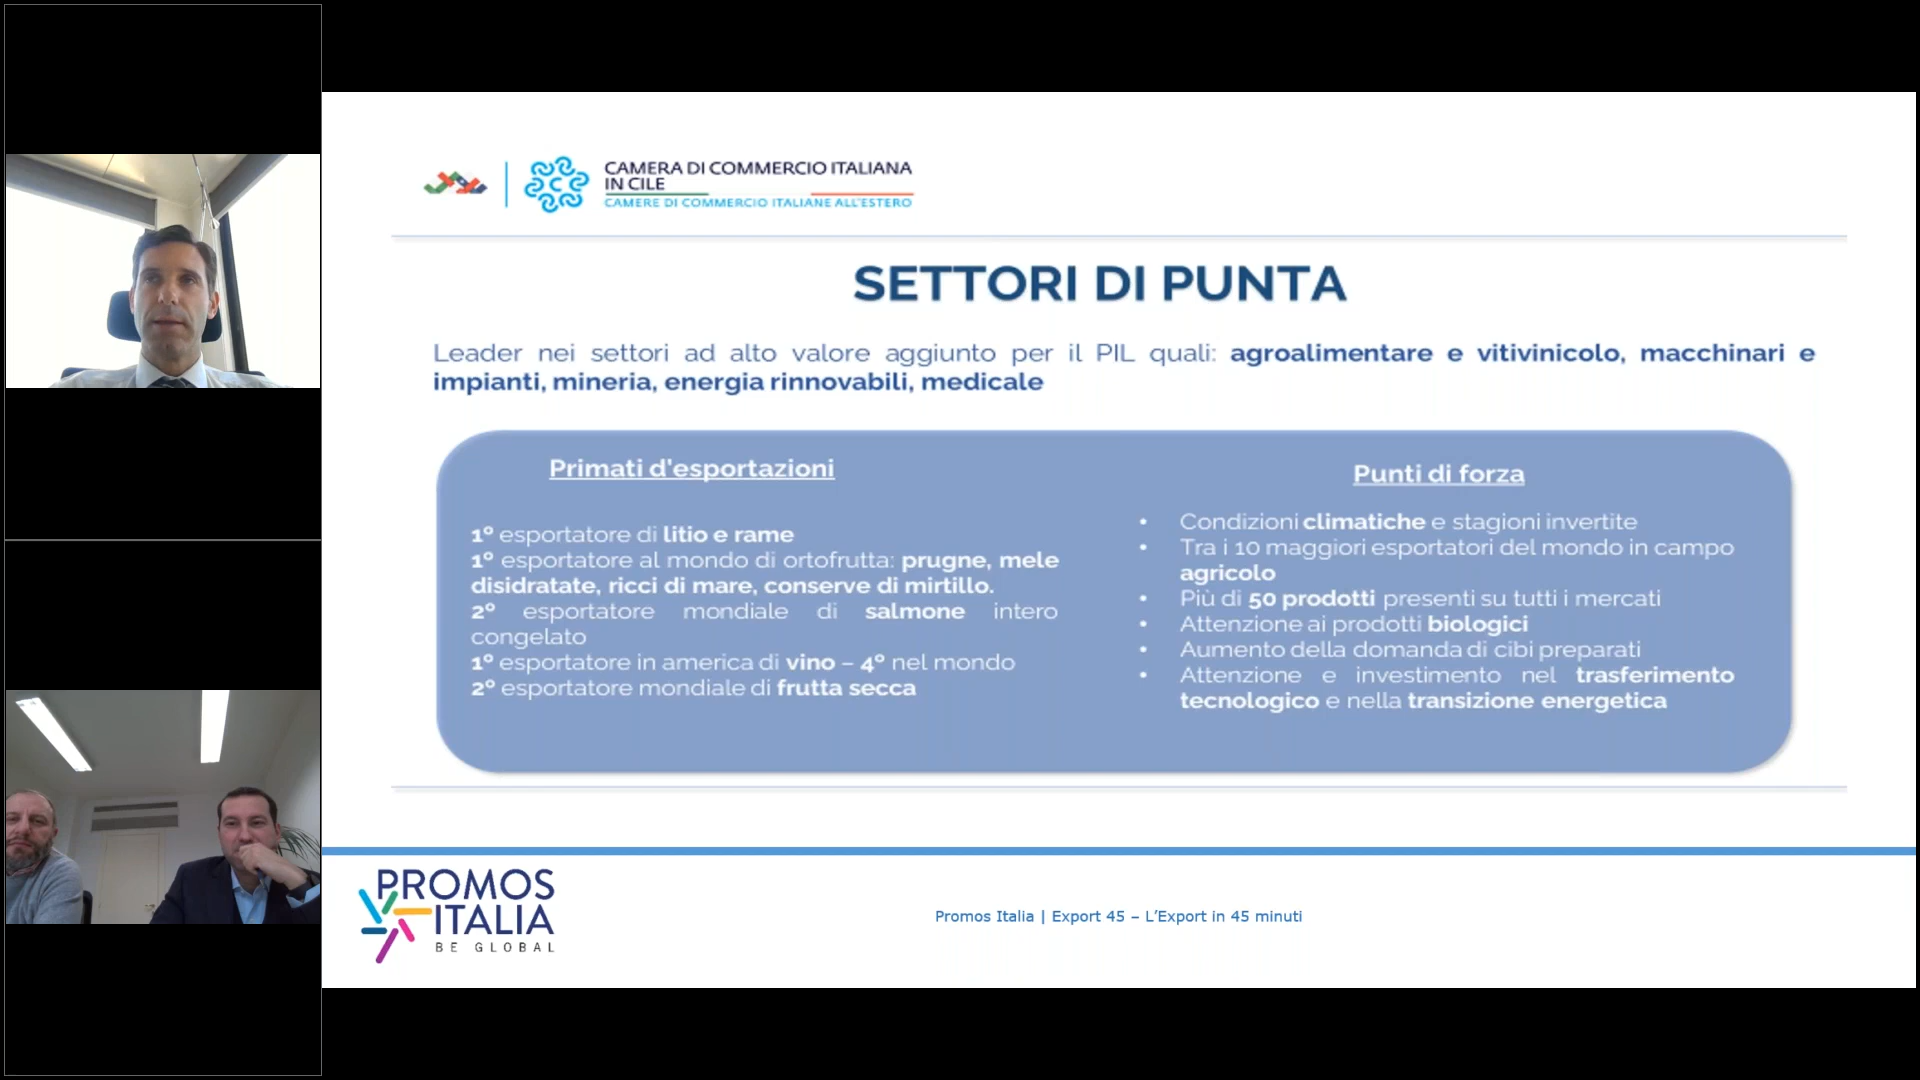 CAMERA DI COMMERCIO ITALIANA
IN CILE
CAMERE DI COMMERCIO ITALIANE ALL'ESTERO
SETTORI DI PUNTA
Leader nei settori ad alto valore aggiunto per il PIL quali: agroalimentare e vitivinicolo, macchinari e
impianti, mineria, energia rinnovabili, medicale
Primati d'esportazioni
1º esportatore di litio e rame
1º esportatore al mondo di ortofrutta: prugne, mele
disidratate, ricci di mare, conserve di mirtillo.
2º esportatore mondiale di salmone intero
congelato
1º esportatore in america di vino – 4º nel mondo
2º esportatore mondiale di frutta secca
Punti di forza
• Condizioni climatiche e stagioni invertite
• Tra i 10 maggiori esportatori del mondo in campo
agricolo
• Più di 50 prodotti presenti su tutti i mercati
• Attenzione ai prodotti biologici
• Aumento della domanda di cibi preparati
• Attenzione e investimento nel trasferimento
tecnologico e nella transizione energetica
PROMOS
ITALIA
BE GLOBAL
Promos Italia | Export 45 – L'Export in 45 minuti